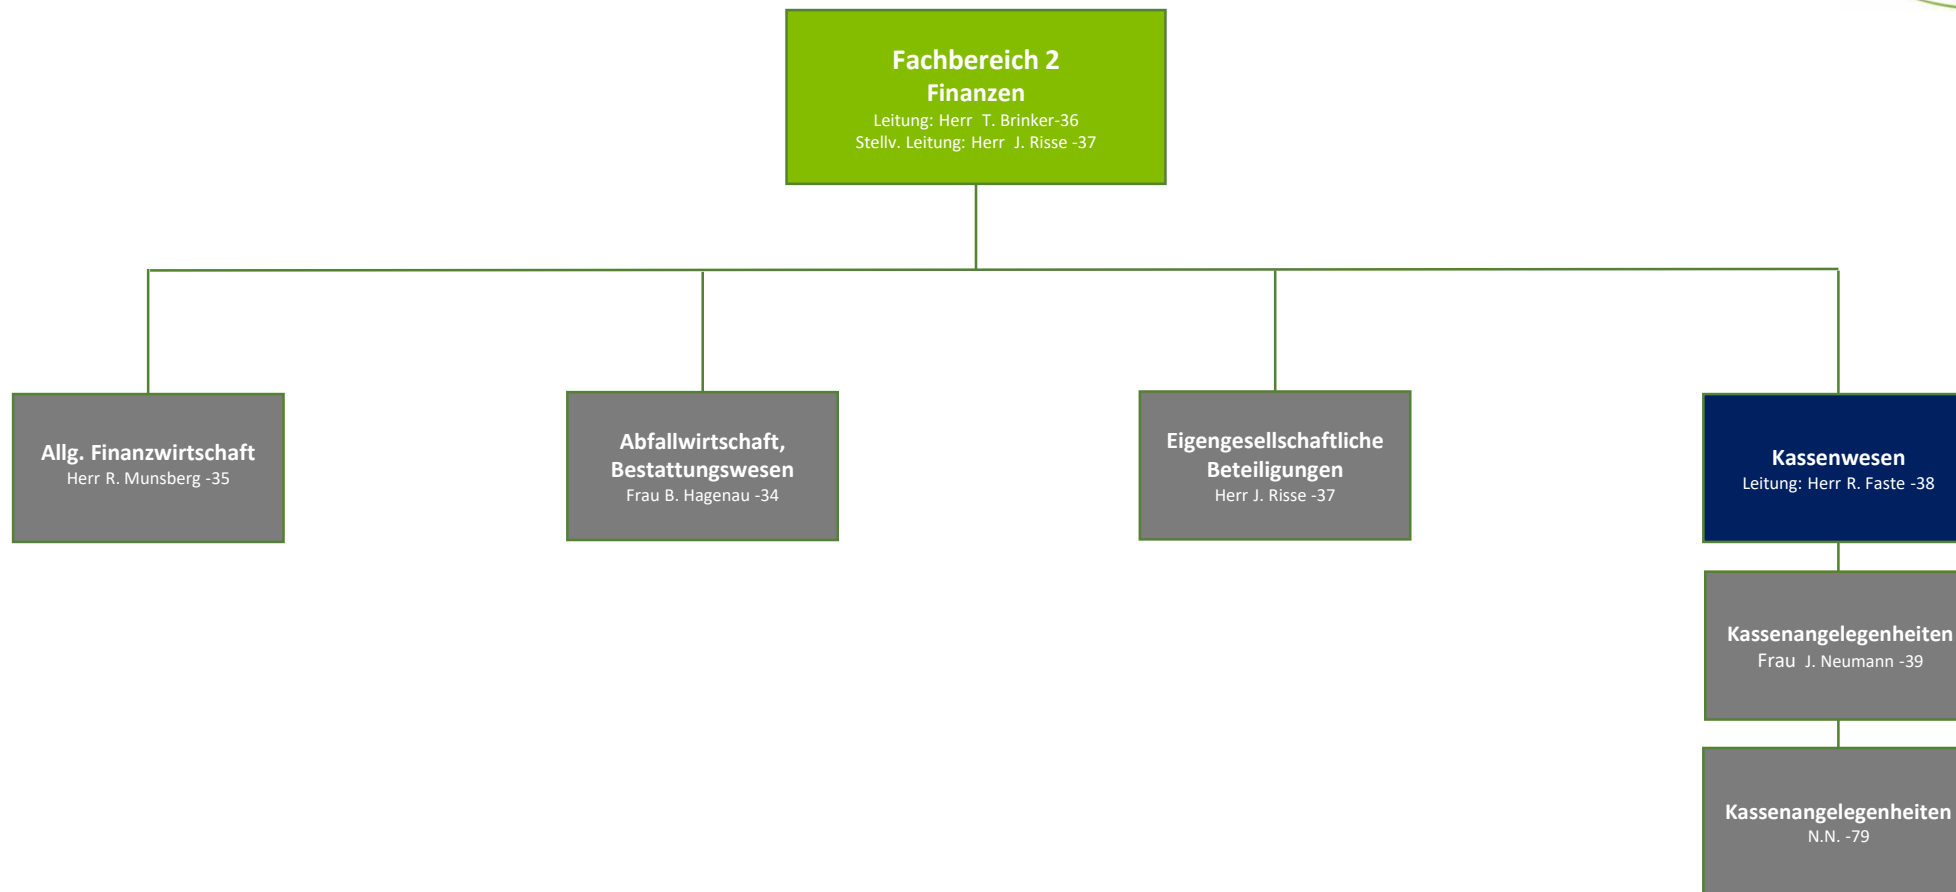 Fachbereich 2
Finanzen
Leitung: Herr T. Brinker-36
Stellv. Leitung: Herr J. Risse -37
Allg. Finanzwirtschaft
Herr R. Munsberg -35
Abfallwirtschaft,
Bestattungswesen
Frau B. Hagenau -34
Eigengesellschaftliche
Beteiligungen
Herr J. Risse -37
Kassenwesen
Leitung: Herr R. Faste -38
Kassenangelegenheiten
Frau J. Neumann -39
Kassenangelegenheiten
N.N. -79